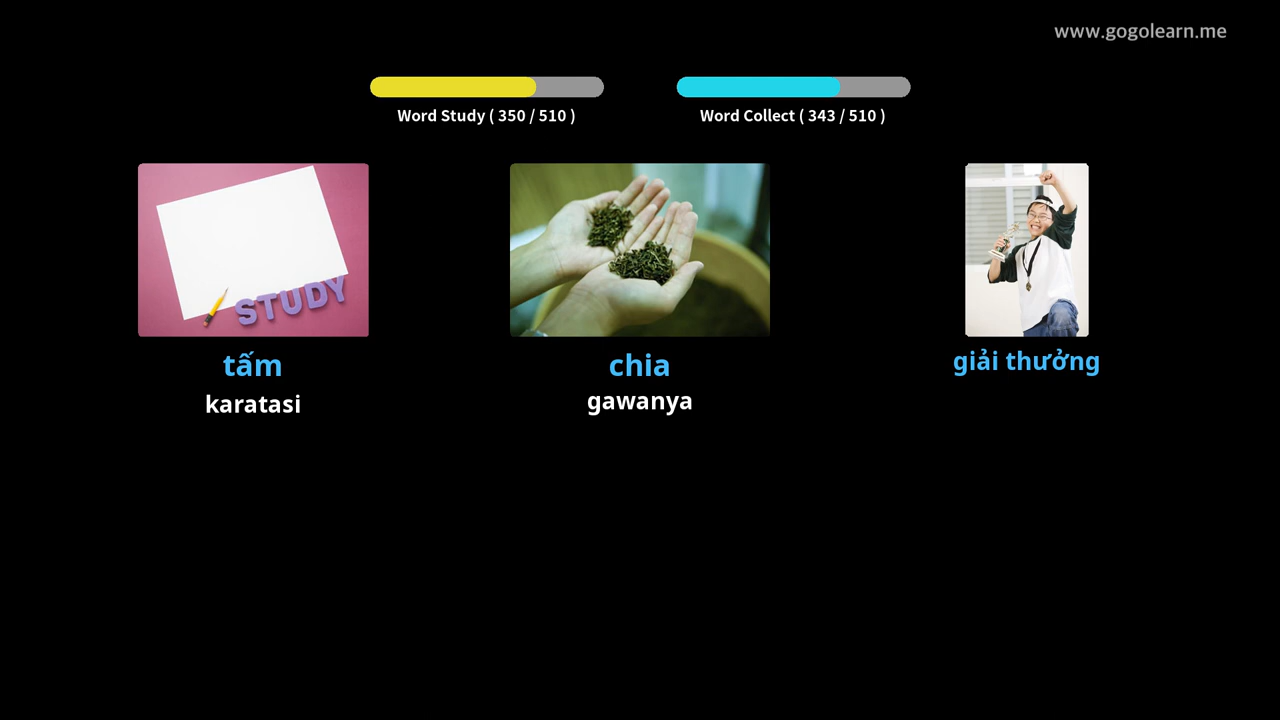 www.gogolearn.me
Word Study ( 350 / 510 )
Word Collect ( 343 / 510 )
STUDY
tấm
karatasi
chia
gawanya
giải thưởng